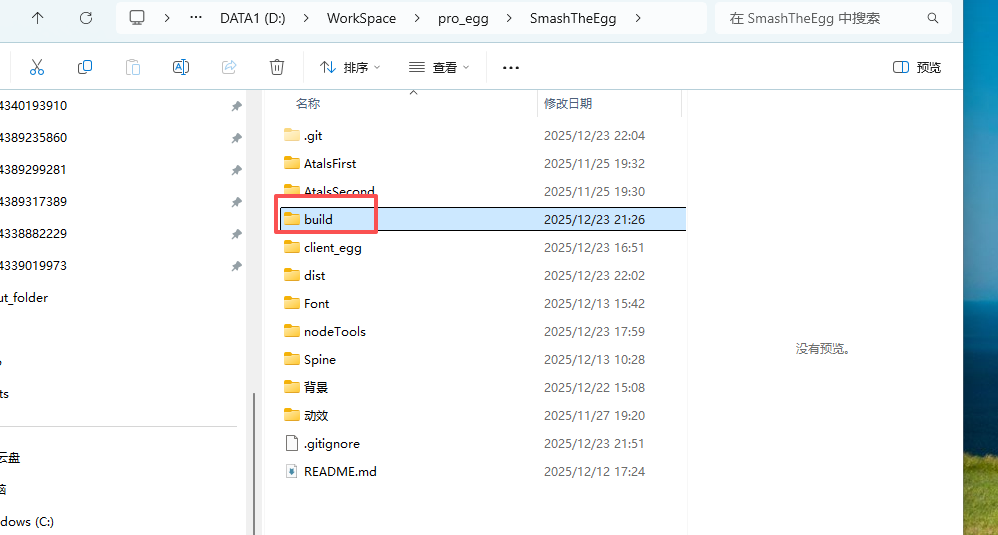 DATA1 (D:) WorkSpace pro_egg SmashTheEgg 在 SmashTheEgg 中搜索
排序 查看 预览
名称 修改日期
4340193910
4389235860
4389299281
4389317389
4338882229
4339019973
ut_folder
ts
云盘
dows (C:)
.git 2025/12/23 22:04
AtalsFirst 2025/11/25 19:32
AtalsSecond 2025/11/25 19:30
build 2025/12/23 21:26
client_egg 2025/12/23 16:51
dist 2025/12/23 22:02
Font 2025/12/13 15:42
nodeTools 2025/12/23 17:59
Spine 2025/12/13 10:28
背景 2025/12/22 15:08
动效 2025/11/27 19:20
.gitignore 2025/12/23 21:51
README.md 2025/12/12 17:24
没有预览。